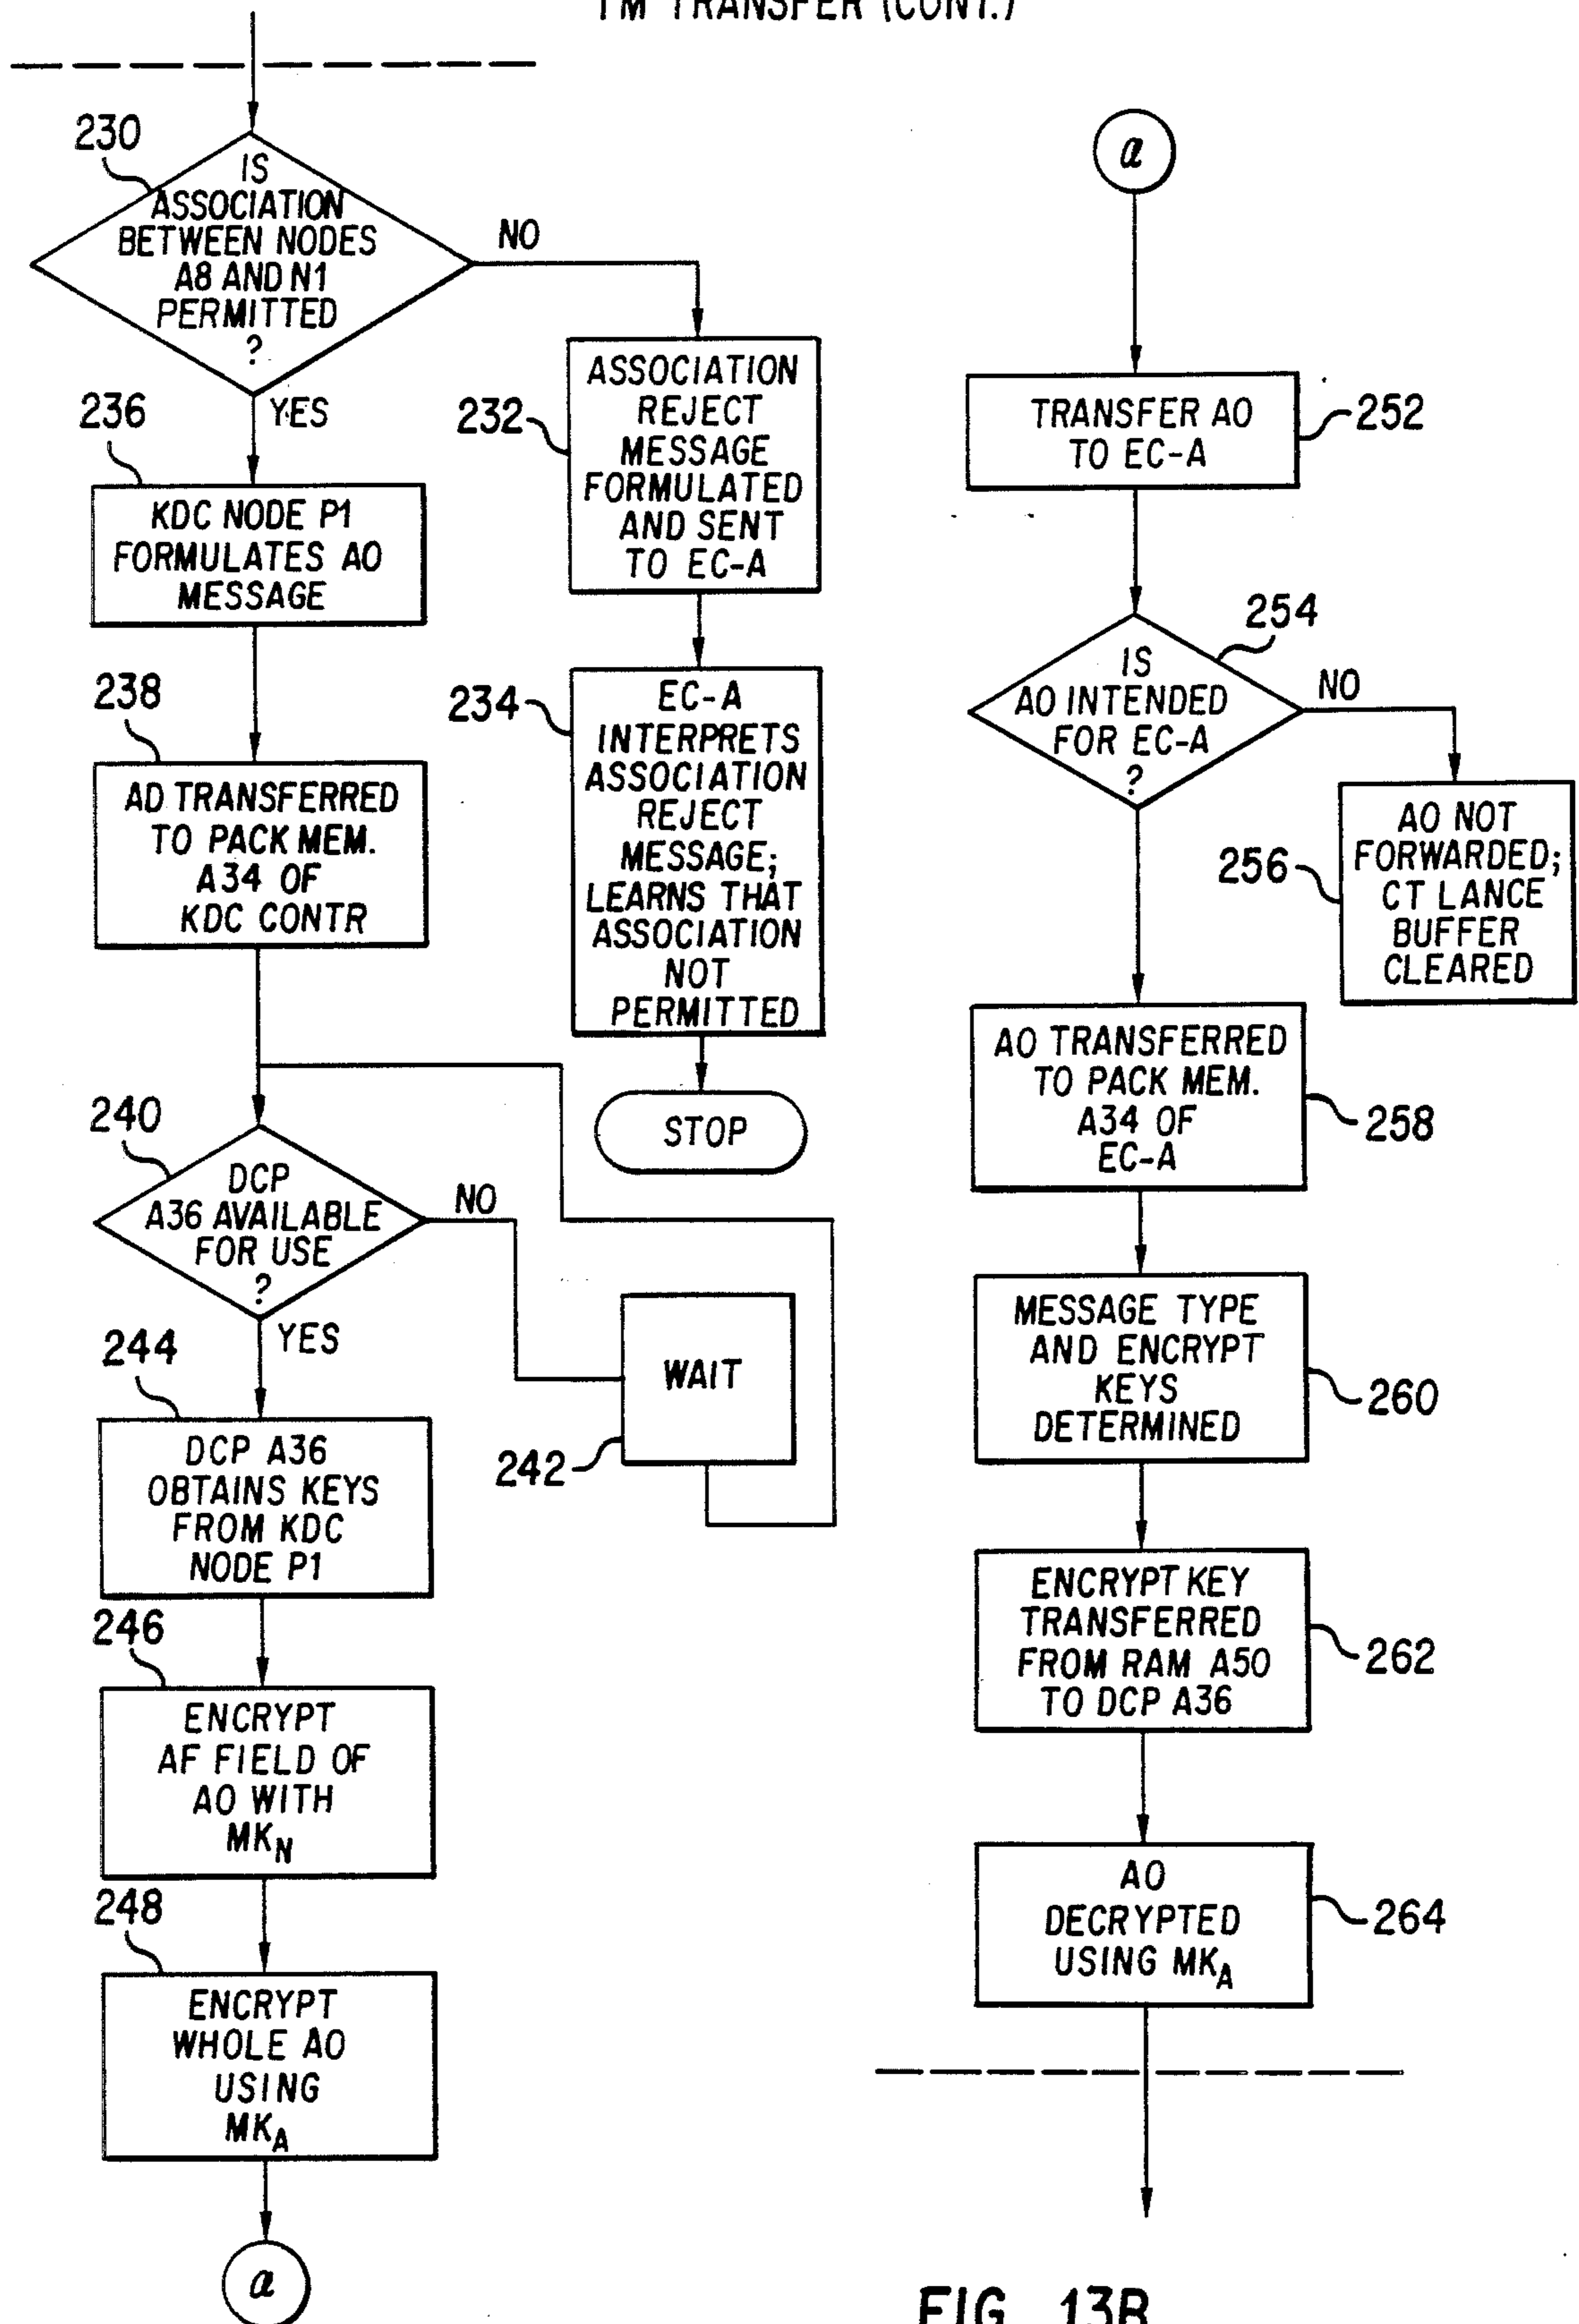 TM TRANSFER (CONT.)
230
IS
ASSOCIATION
BETWEEN NODES
A8 AND N1
PERMITTED
?
NO
YES
232
ASSOCIATION
REJECT
MESSAGE
FORMULATED
AND SENT
TO EC-A
234
EC-A
INTERPRETS
ASSOCIATION
REJECT
MESSAGE;
LEARNS THAT
ASSOCIATION
NOT
PERMITTED
STOP
236
KDC NODE P1
FORMULATES AO
MESSAGE
238
AD TRANSFERRED
TO PACK MEM.
A34 OF
KDC CONTR
240
DCP
A36 AVAILABLE
FOR USE
?
NO
YES
WAIT
242
244
DCP A36
OBTAINS KEYS
FROM KDC
NODE P1
246
ENCRYPT
AF FIELD OF
AO WITH
MKN
248
ENCRYPT
WHOLE AO
USING
MKA
a
a
TRANSFER AO
TO EC-A
252
254
IS
AO INTENDED
FOR EC-A
?
NO
256
AO NOT
FORWARDED;
CT LANCE
BUFFER
CLEARED
AO TRANSFERRED
TO PACK MEM.
A34 OF
EC-A
258
MESSAGE TYPE
AND ENCRYPT
KEYS
DETERMINED
260
ENCRYPT KEY
TRANSFERRED
FROM RAM A50
TO DCP A36
262
AO
DECRYPTED
USING MKA
264
FIG. 13B